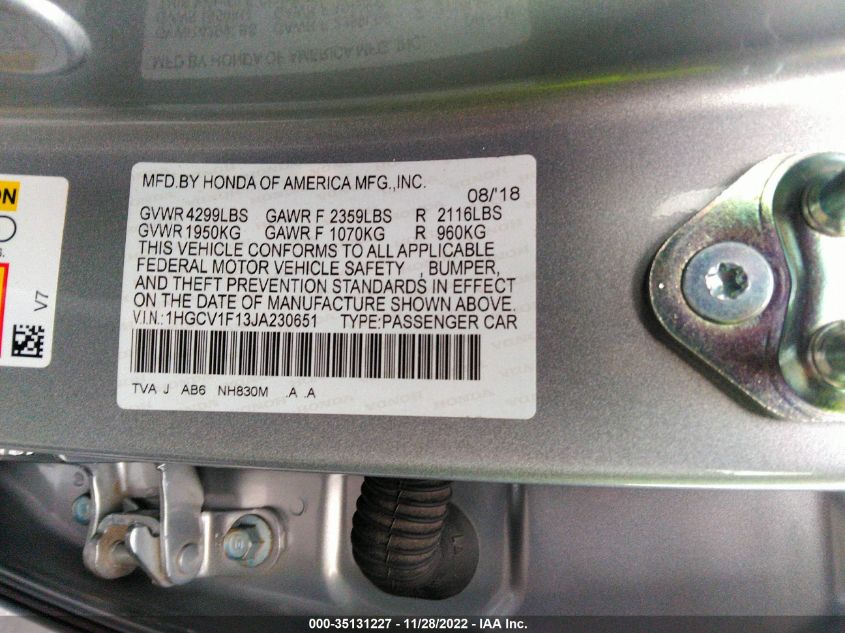 MFD.BY HONDA OF AMERICA MFG.,INC.
08/'18
GVWR 4299LBS GAWR F 2359LBS R 2116LBS
GVWR 1950KG GAWR F 1070KG R 960KG
THIS VEHICLE CONFORMS TO ALL APPLICABLE
FEDERAL MOTOR VEHICLE SAFETY , BUMPER,
AND THEFT PREVENTION STANDARDS IN EFFECT
ON THE DATE OF MANUFACTURE SHOWN ABOVE.
V.I.N.:1HGCV1F13JA230651 TYPE:PASSENGER CAR
TVA J AB6 NH830M .A .A
V7
000-35131227 - 11/28/2022 - IAA Inc.